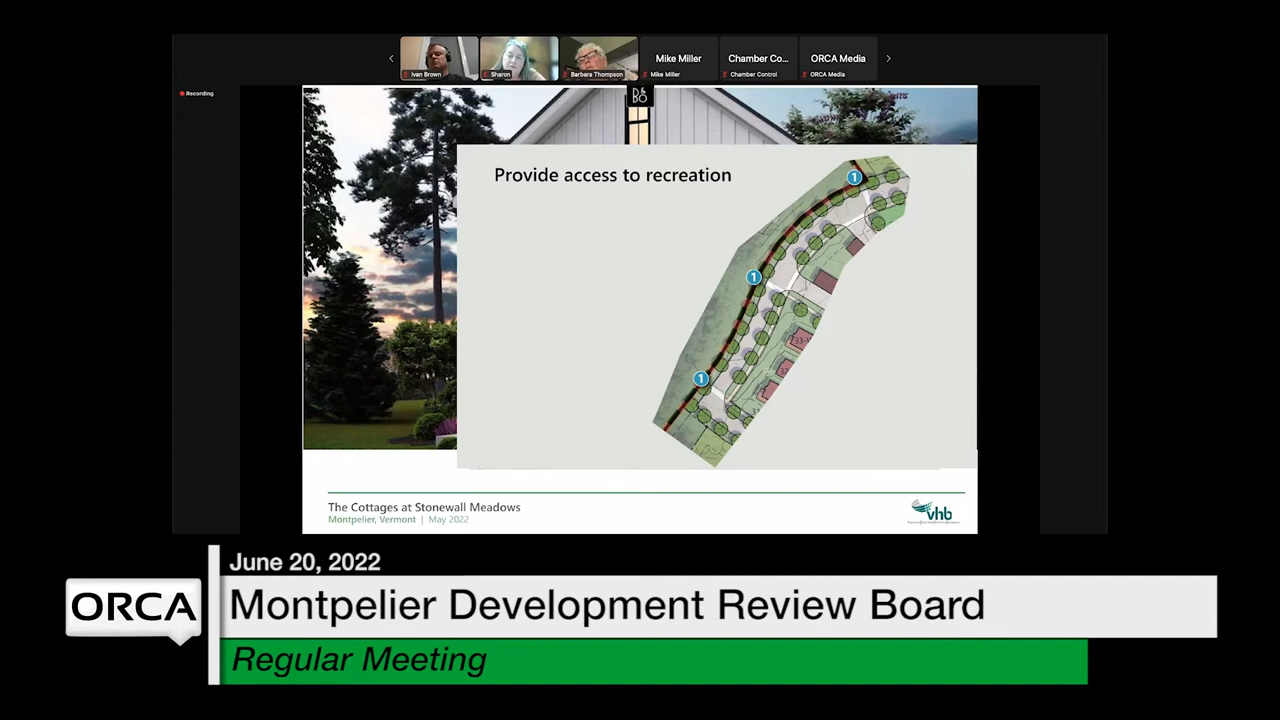 Mike Miller
Chamber Co...
ORCA Media
Ivan Brown
Sharon
Barbara Thompson
Mike Miller
Chamber Control
ORCA Media
Recording
D&
BO
Provide access to recreation
1
1
1
The Cottages at Stonewall Meadows
Montpelier, Vermont | May 2022
vhb
June 20, 2022
ORCA
Montpelier Development Review Board
Regular Meeting